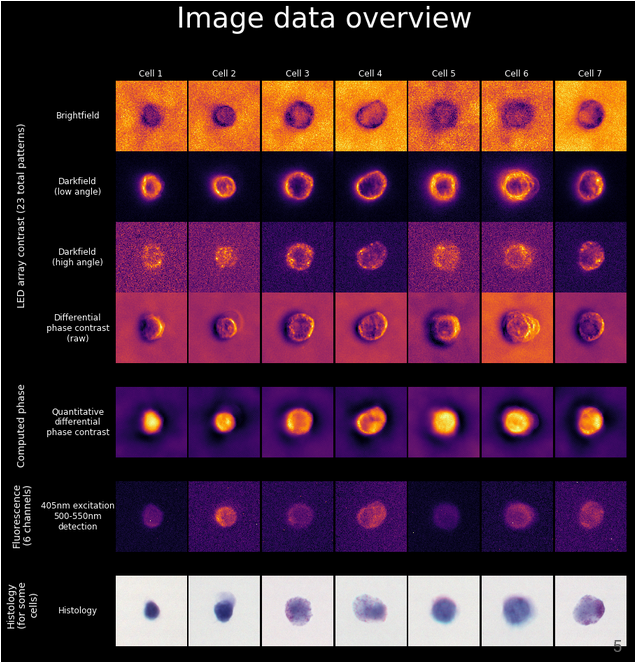 Image data overview
Cell 1 Cell 2 Cell 3 Cell 4 Cell 5 Cell 6 Cell 7
LED array contrast (23 total patterns)
Brightfield
Darkfield
(low angle)
Darkfield
(high angle)
Differential
phase contrast
(raw)
Computed phase
Quantitative
differential
phase contrast
Fluorescence
(6 channels)
405nm excitation
500-550nm
detection
Histology
(for some
cells)
Histology
5